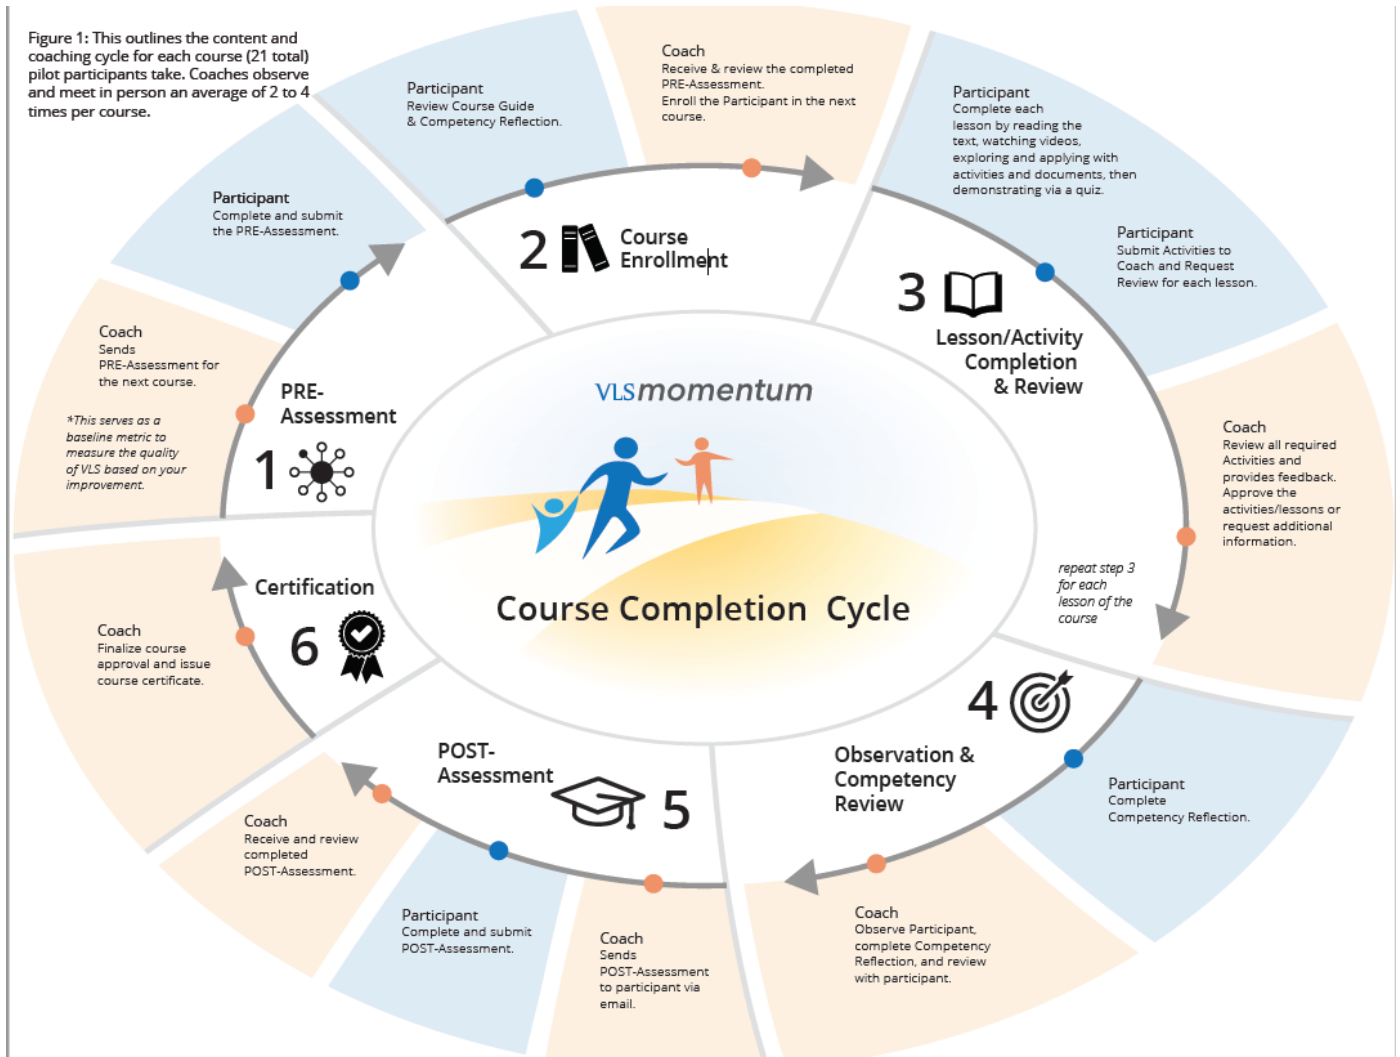 Figure 1: This outlines the content and
coaching cycle for each course (21 total)
pilot participants take. Coaches observe
and meet in person an average of 2 to 4
times per course.
Coach
Sends
PRE-Assessment for
the next course.
*This serves as a
baseline metric to
measure the quality
of VLS based on your
improvement.
Participant
Complete and submit
the PRE-Assessment.
PRE-
Assessment
1
Participant
Review Course Guide
& Competency Reflection.
Coach
Receive & review the completed
PRE-Assessment.
Enroll the Participant in the next
course.
2
Course
Enrollment
Participant
Complete each
lesson by reading the
text, watching videos,
exploring and applying with
activities and documents, then
demonstrating via a quiz.
Participant
Submit Activities to
Coach and Request
Review for each lesson.
3
Lesson/Activity
Completion
& Review
Coach
Review all required
Activities and
provides feedback.
Approve the
activities/lessons or
request additional
information.
repeat step 3
for each
lesson of the
course
4
Observation &
Competency
Review
Participant
Complete
Competency Reflection.
Coach
Observe Participant,
complete Competency
Reflection, and review
with participant.
POST-
Assessment
5
Coach
Sends
POST-Assessment
to participant via
email.
Participant
Complete and submit
POST-Assessment.
Coach
Receive and review
completed
POST-Assessment.
Certification
6
Coach
Finalize course
approval and issue
course certificate.
VLSmomentum
Course Completion Cycle